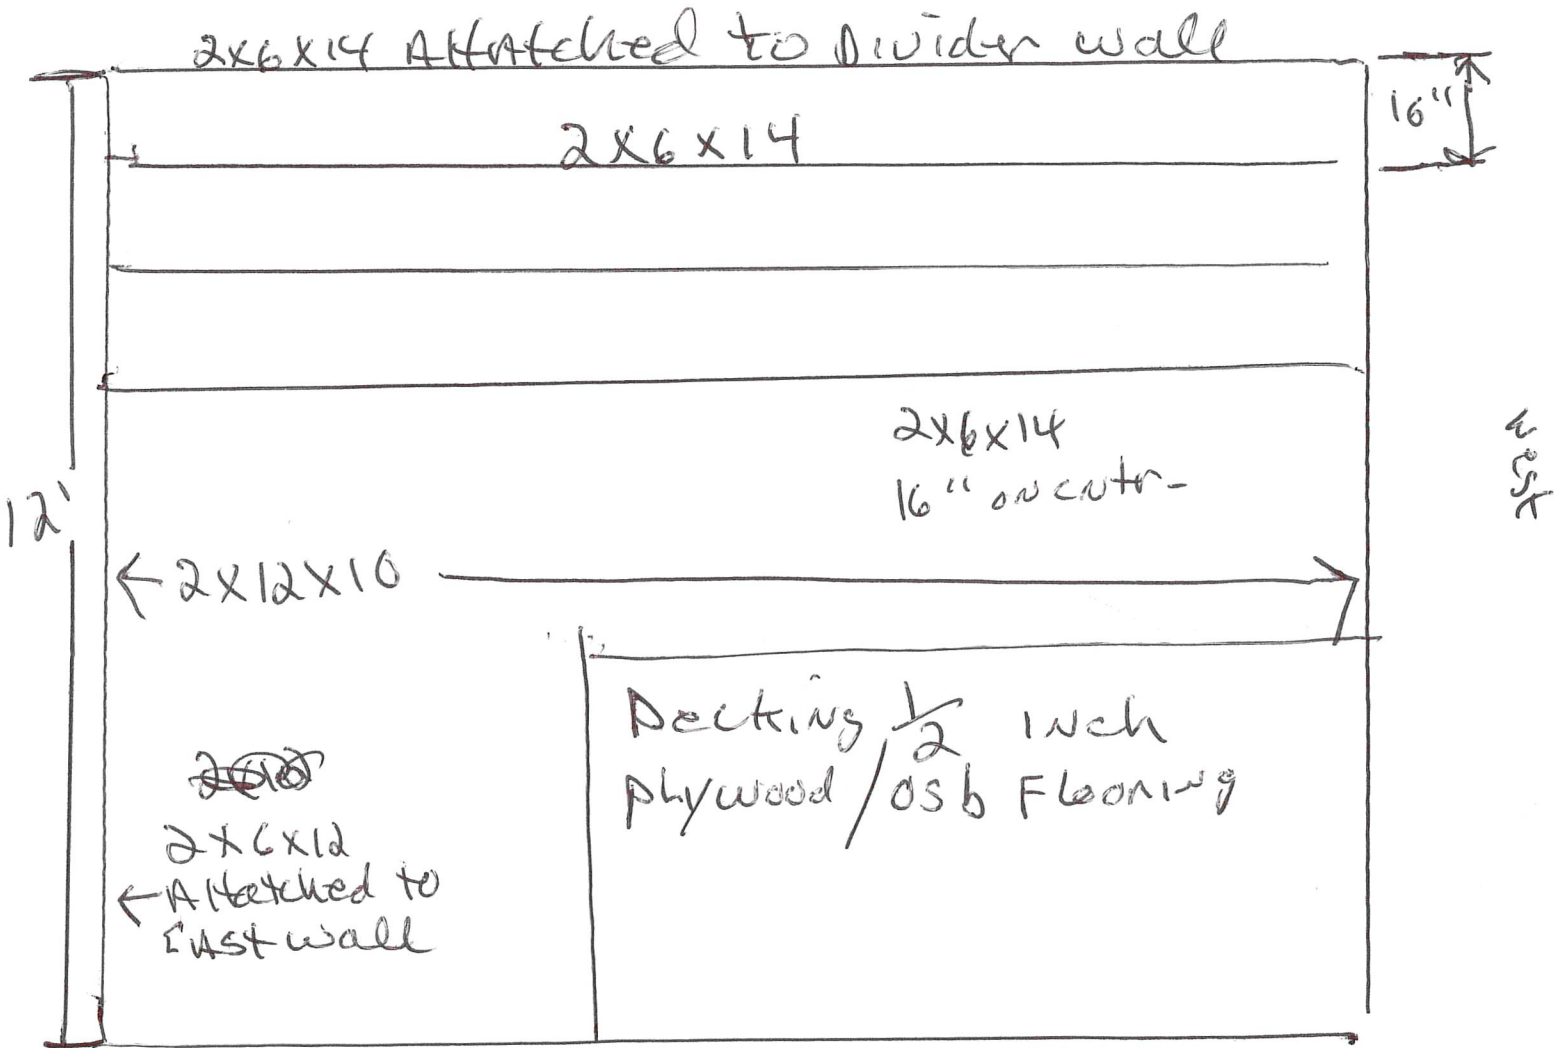 2x6x14 Attatched to Divider wall
16"
2x6x14
2x6x14
16" on cntr-
West
12'
←2x12x10
Decking 1/2 inch
plywood/osb Flooring
2x6x12
←Attatched to
East wall